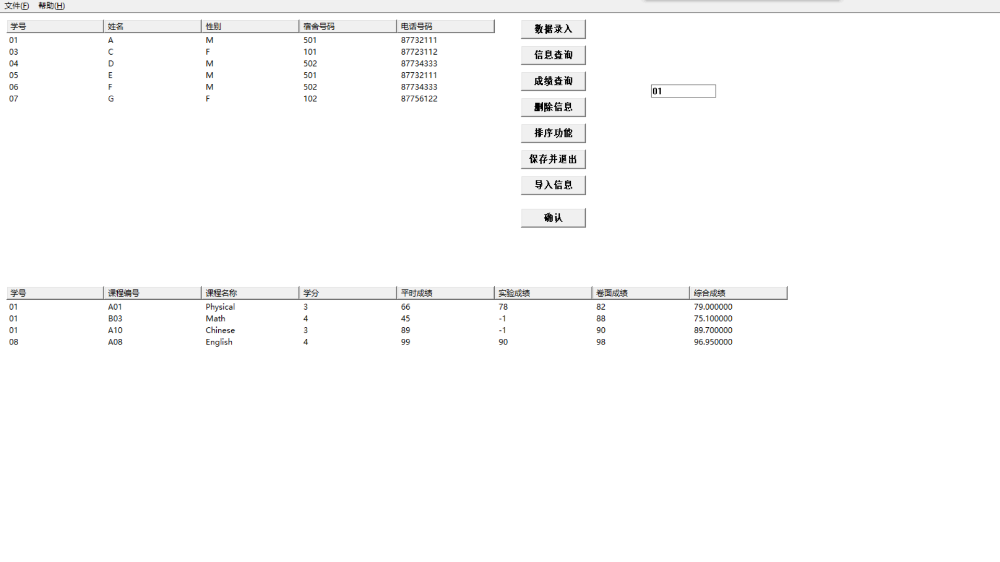 文件(F) 帮助(H)
学号 姓名 性别 宿舍号码 电话号码
01 A M 501 87732111
03 C F 101 87723112
04 D M 502 87734333
05 E M 501 87732111
06 F M 502 87734333
07 G F 102 87756122
数据录入
信息查询
成绩查询
01
删除信息
排序功能
保存并退出
导入信息
确认
学号 课程编号 课程名称 学分 平时成绩 实验成绩 卷面成绩 综合成绩
01 A01 Physical 3 66 78 82 79.000000
01 B03 Math 4 45 -1 88 75.100000
01 A10 Chinese 3 89 -1 90 89.700000
08 A08 English 4 99 90 98 96.950000